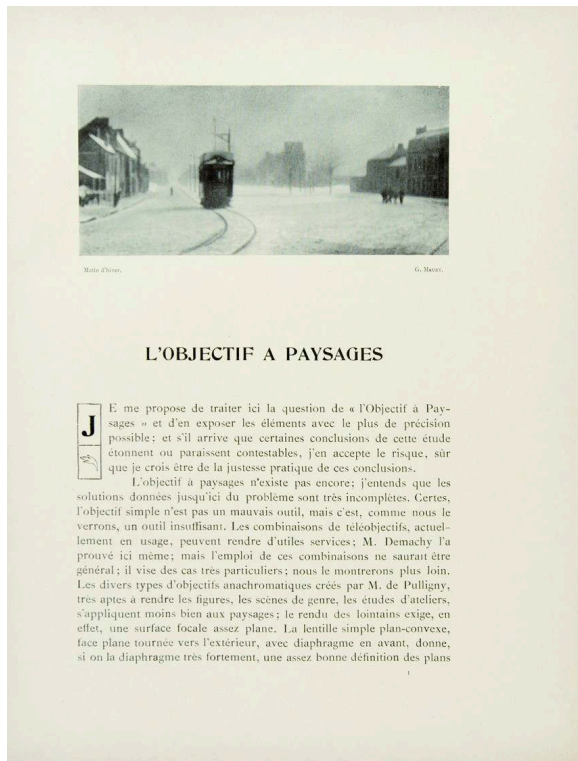 Matin d'hiver.
G. Maury.
L'OBJECTIF A PAYSAGES
JE me propose de traiter ici la question de « l'Objectif à Pay-
sages » et d'en exposer les éléments avec le plus de précision
possible; et s'il arrive que certaines conclusions de cette étude
étonnent ou paraissent contestables, j'en accepte le risque, sûr
que je crois être de la justesse pratique de ces conclusions.
L'objectif à paysages n'existe pas encore; j'entends que les
solutions données jusqu'ici du problème sont très incomplètes. Certes,
l'objectif simple n'est pas un mauvais outil, mais c'est, comme nous le
verrons, un outil insuffisant. Les combinaisons de téléobjectifs, actuel-
lement en usage, peuvent rendre d'utiles services; M. Demachy l'a
prouvé ici même; mais l'emploi de ces combinaisons ne saurait être
général; il vise des cas très particuliers; nous le montrerons plus loin.
Les divers types d'objectifs anachromatiques créés par M. de Pulligny,
très aptes à rendre les figures, les scènes de genre, les études d'ateliers,
s'appliquent moins bien aux paysages; le rendu des lointains exige, en
effet, une surface focale assez plane. La lentille simple plan-convexe,
face plane tournée vers l'extérieur, avec diaphragme en avant, donne,
si on la diaphragme très fortement, une assez bonne définition des plans
1